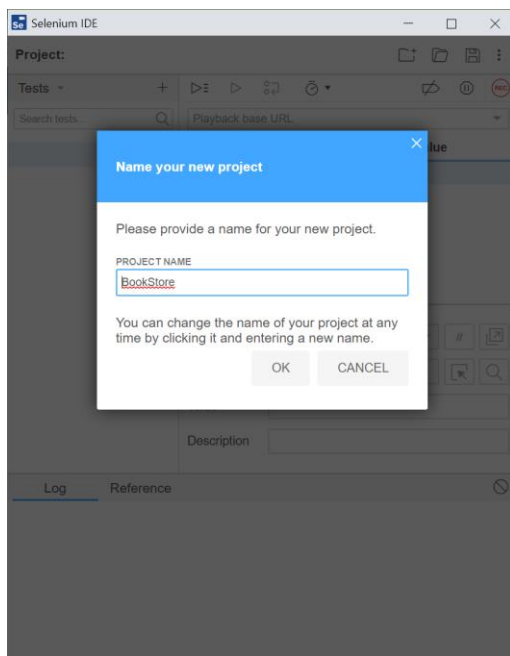 Se Selenium IDE
Project:
Tests
Search tests...
Playback base URL
REC
Name your new project
lue
Please provide a name for your new project.
PROJECT NAME
BookStore
You can change the name of your project at any
time by clicking it and entering a new name.
OK CANCEL
//
Description
Log Reference